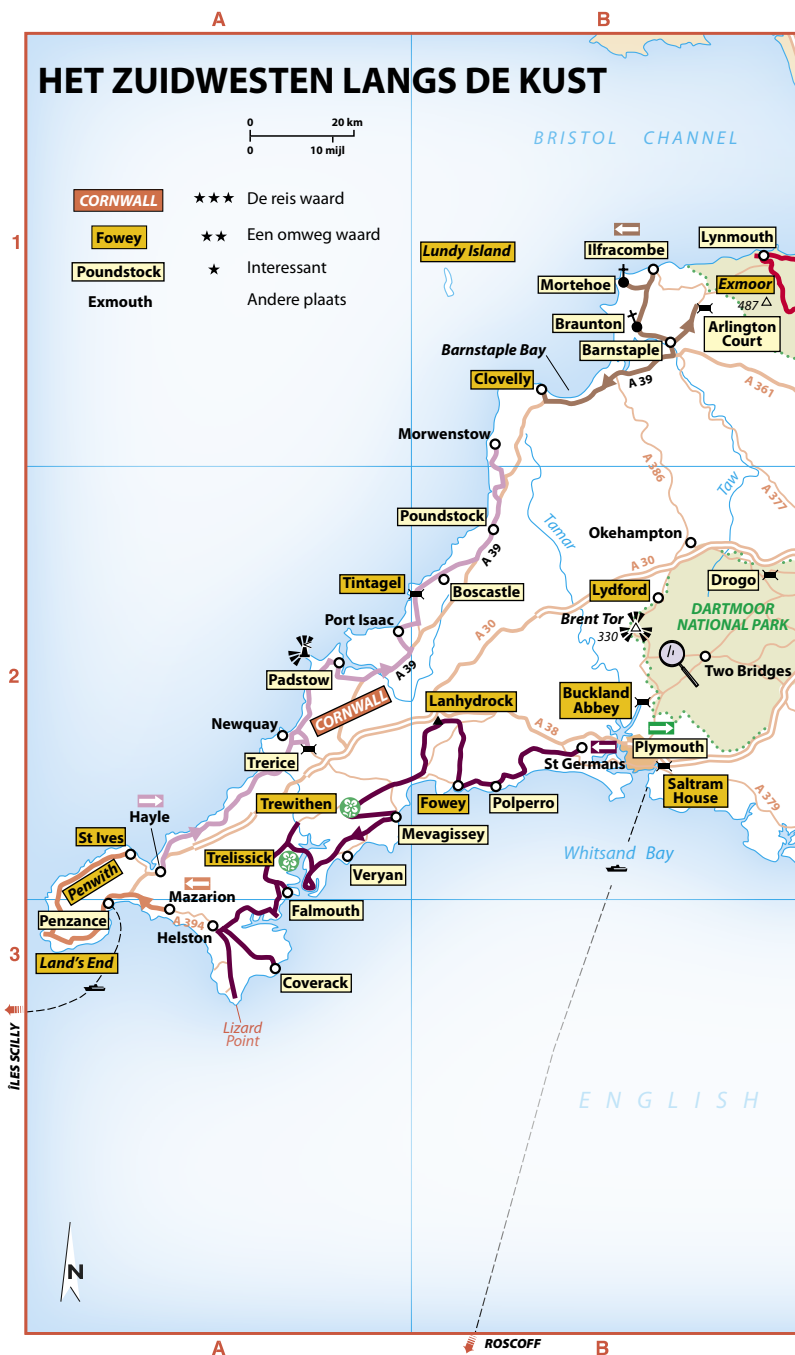 A
B
HET ZUIDWESTEN LANGS DE KUST
0
20 km
0
10 mijl
BRISTOL CHANNEL
CORNWALL
★★★ De reis waard
Fowey
★★ Een omweg waard
Poundstock
★ Interessant
Exmouth
Andere plaats
1
Lundy Island
Ilfracombe
Lynmouth
Mortehoe
Exmoor
487
Braunton
Arlington
Court
Barnstaple
Barnstaple Bay
Clovelly
A 39
A 361
Morwenstow
A 386
Taw
A 377
Poundstock
Tamar
Okehampton
A 39
A 30
Tintagel
Boscastle
Lydford
Drogo
DARTMOOR
NATIONAL PARK
Port Isaac
A 30
Brent Tor
330
2
Padstow
A 39
Two Bridges
CORNWALL
Lanhydrock
Buckland
Abbey
Newquay
A 38
Plymouth
Trerice
St Germans
Saltram
House
A 379
Hayle
Trewithen
Fowey
Polperro
St Ives
Mevagissey
Trelissick
Whitsand Bay
Veryan
Penwith
Mazarion
Penzance
A 394
Falmouth
Helston
3
Land's End
Coverack
Lizard
Point
ÎLES SCILLY
ENGLISH
N
ROSCOFF
A
B